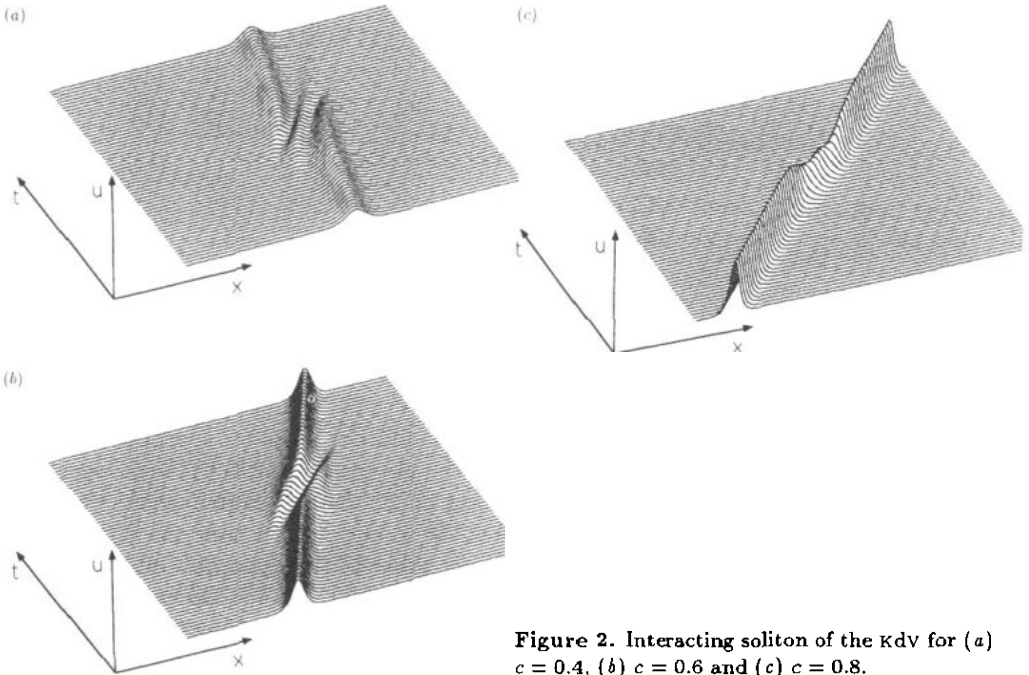 (a)
t
u
x
(c)
t
u
x
(b)
t
u
x
Figure 2. Interacting soliton of the KdV for (a)
c = 0.4, (b) c = 0.6 and (c) c = 0.8.